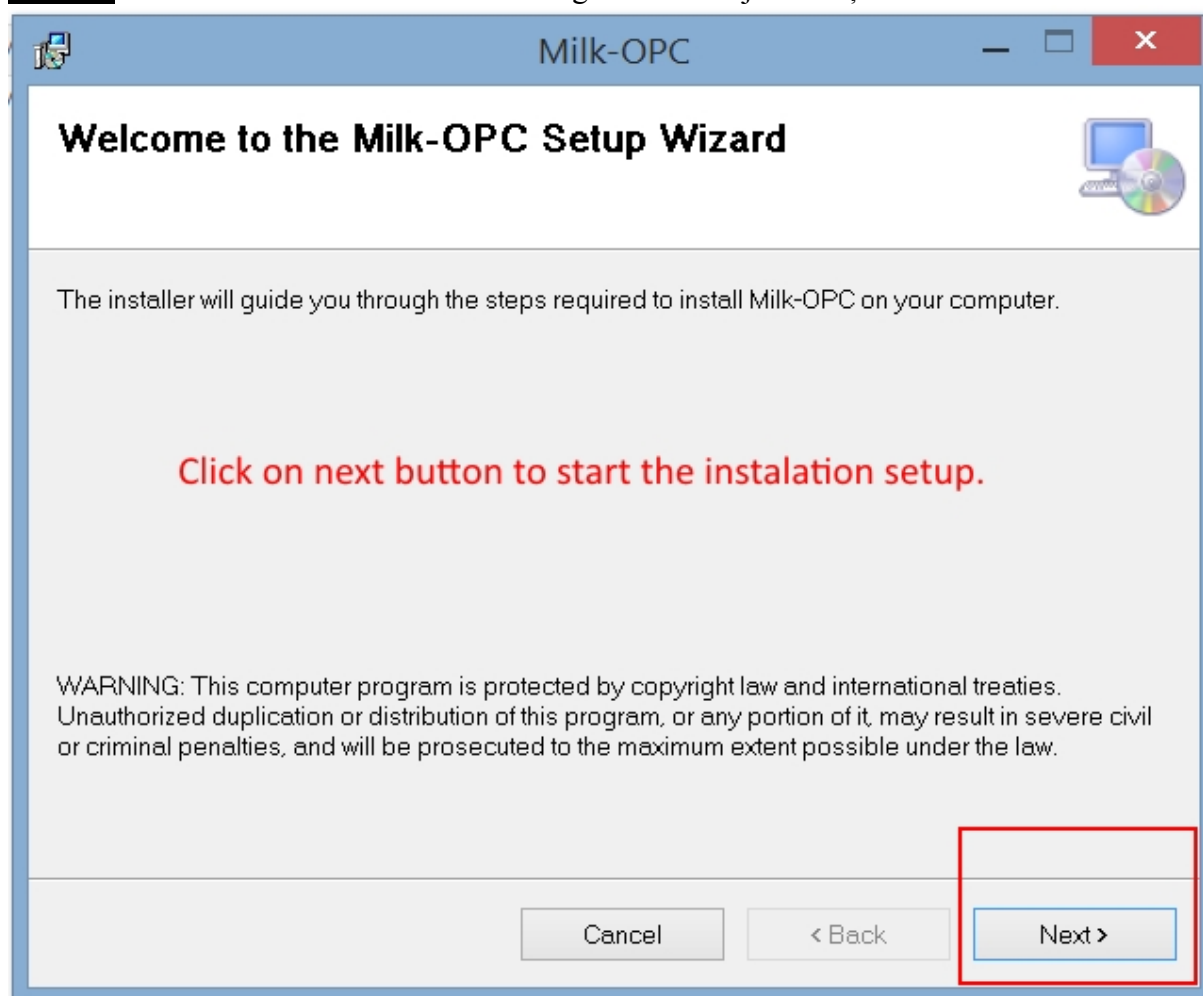 Milk-OPC
Welcome to the Milk-OPC Setup Wizard
The installer will guide you through the steps required to install Milk-OPC on your computer.
Click on next button to start the instalation setup.
WARNING: This computer program is protected by copyright law and international treaties.
Unauthorized duplication or distribution of this program, or any portion of it, may result in severe civil
or criminal penalties, and will be prosecuted to the maximum extent possible under the law.
Cancel < Back Next >